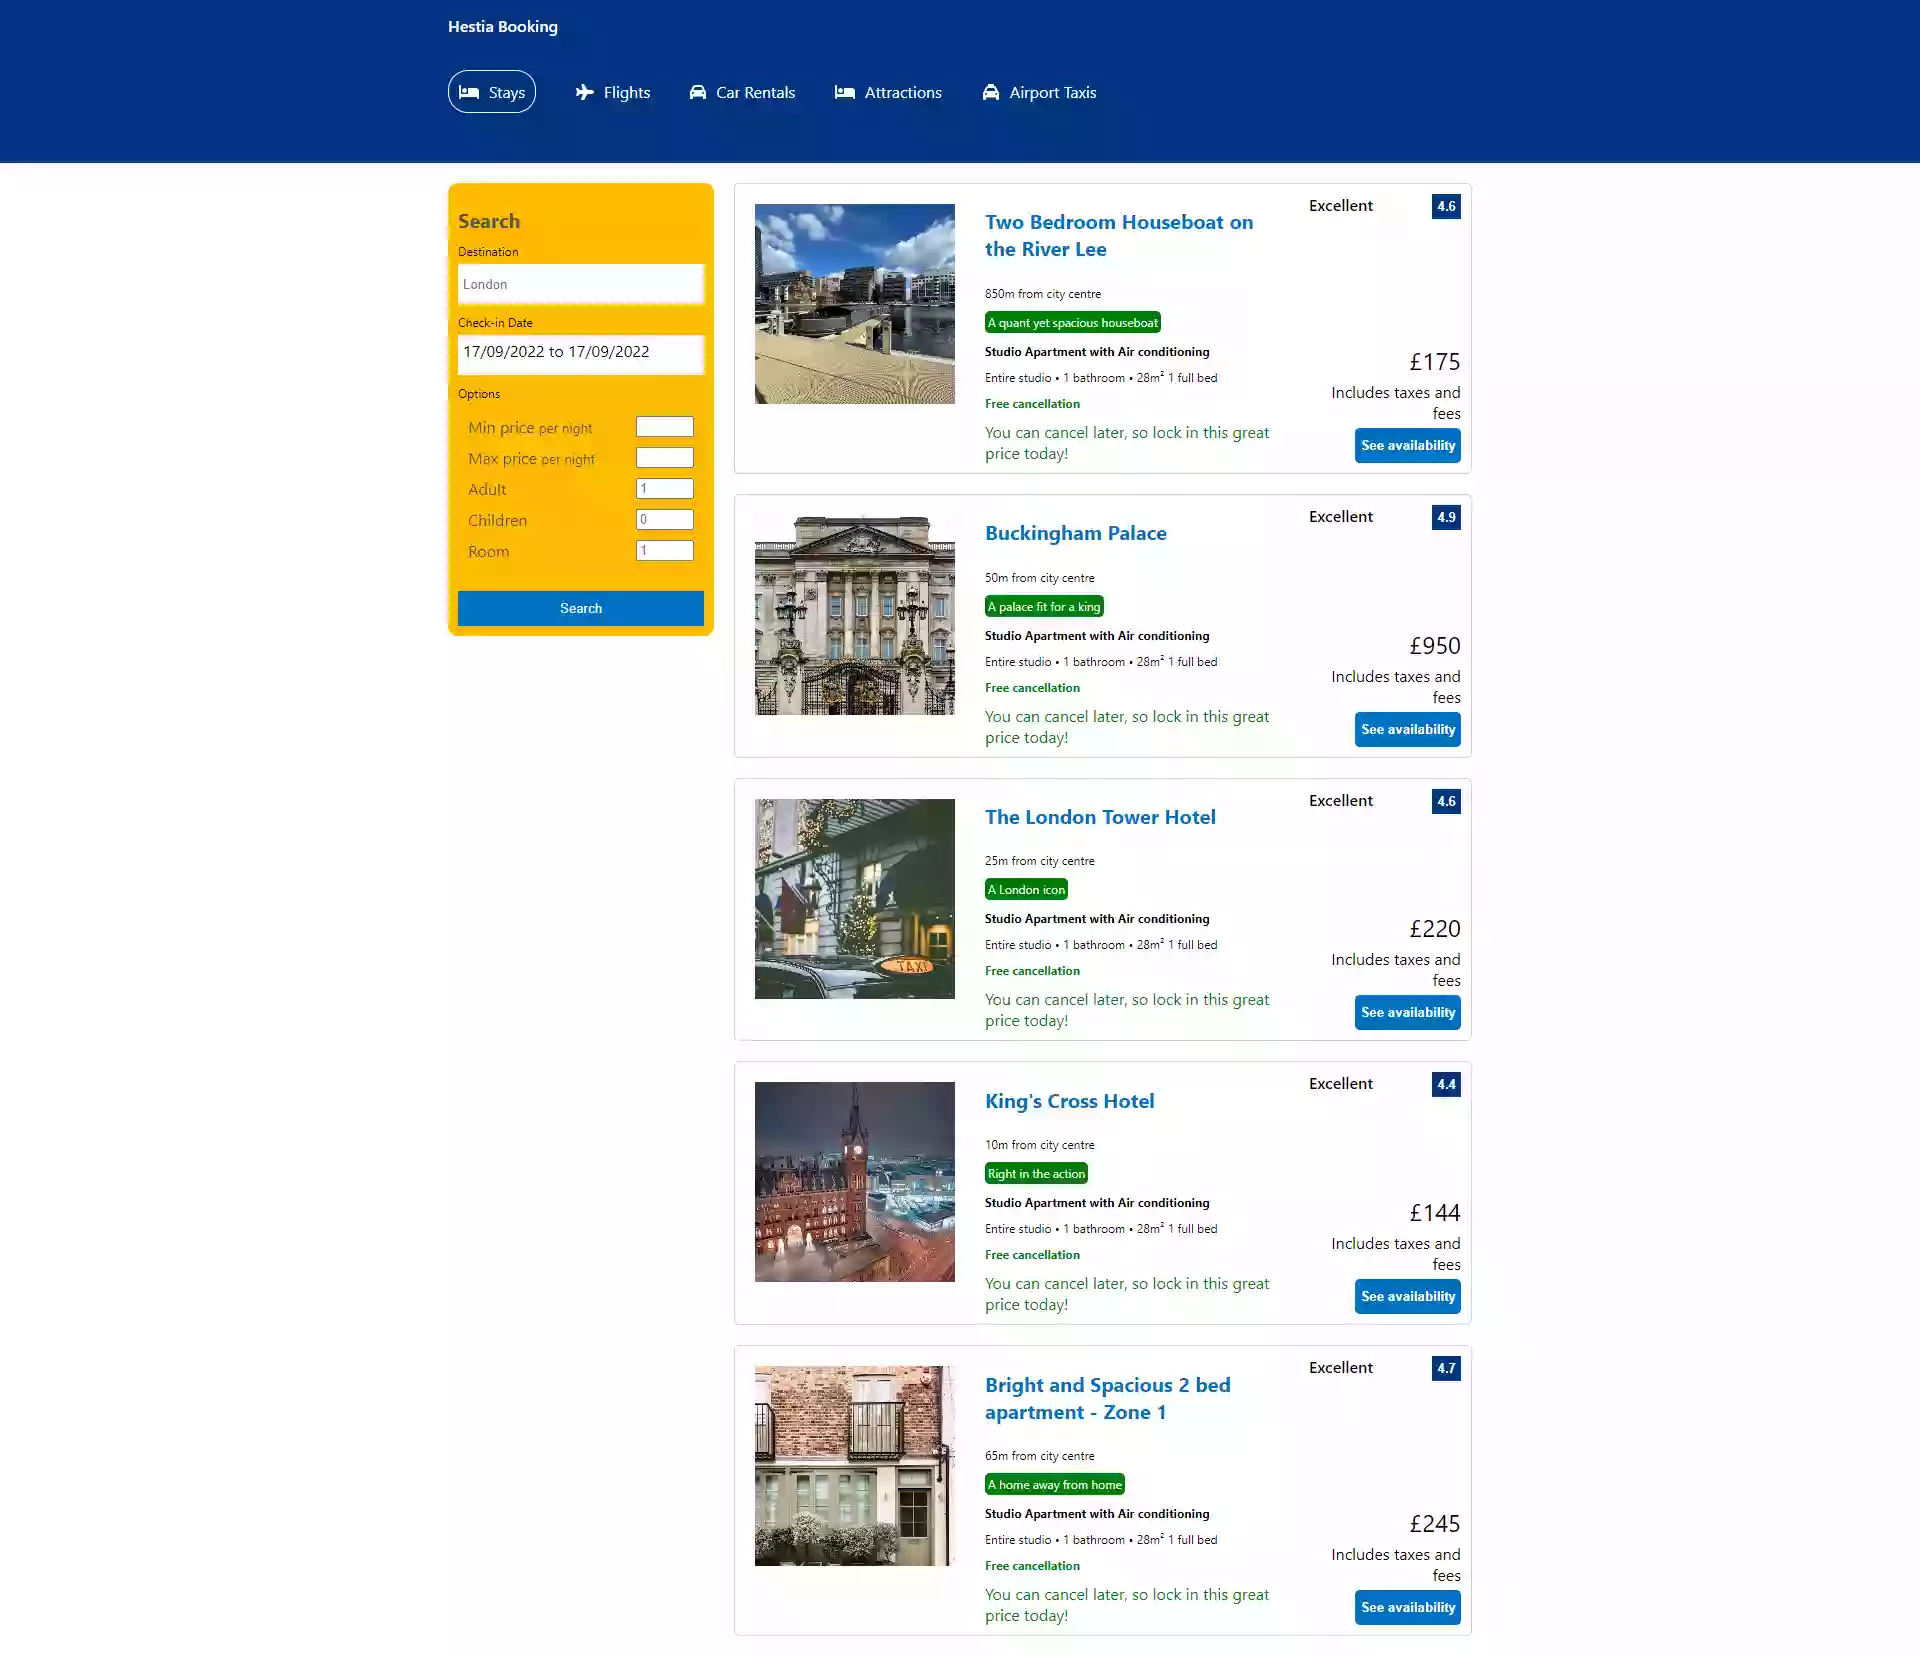 Hestia Booking
Stays
Flights
Car Rentals
Attractions
Airport Taxis
Search
Destination
London
Check-in Date
17/09/2022 to 17/09/2022
Options
Min price per night
Max price per night
Adult
1
Children
0
Room
1
Search
Two Bedroom Houseboat on
the River Lee
850m from city centre
A quant yet spacious houseboat
Studio Apartment with Air conditioning
Entire studio • 1 bathroom • 28m² 1 full bed
Free cancellation
You can cancel later, so lock in this great
price today!
Excellent
4.6
£175
Includes taxes and
fees
See availability
Buckingham Palace
50m from city centre
A palace fit for a king
Studio Apartment with Air conditioning
Entire studio • 1 bathroom • 28m² 1 full bed
Free cancellation
You can cancel later, so lock in this great
price today!
Excellent
4.9
£950
Includes taxes and
fees
See availability
TAXI
The London Tower Hotel
25m from city centre
A London icon
Studio Apartment with Air conditioning
Entire studio • 1 bathroom • 28m² 1 full bed
Free cancellation
You can cancel later, so lock in this great
price today!
Excellent
4.6
£220
Includes taxes and
fees
See availability
King's Cross Hotel
10m from city centre
Right in the action
Studio Apartment with Air conditioning
Entire studio • 1 bathroom • 28m² 1 full bed
Free cancellation
You can cancel later, so lock in this great
price today!
Excellent
4.4
£144
Includes taxes and
fees
See availability
Bright and Spacious 2 bed
apartment - Zone 1
65m from city centre
A home away from home
Studio Apartment with Air conditioning
Entire studio • 1 bathroom • 28m² 1 full bed
Free cancellation
You can cancel later, so lock in this great
price today!
Excellent
4.7
£245
Includes taxes and
fees
See availability